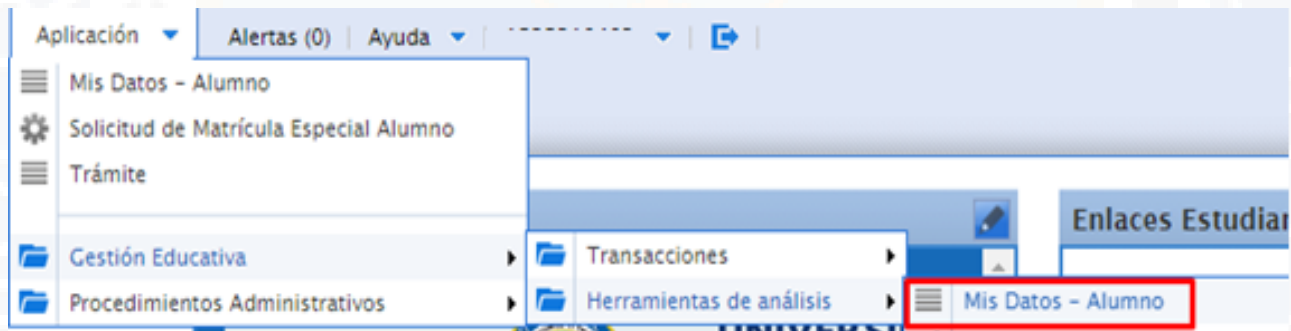 Aplicación Alertas (0) Ayuda
Mis Datos - Alumno
Solicitud de Matrícula Especial Alumno
Trámite
Enlaces Estudian
Gestión Educativa Transacciones
Procedimientos Administrativos Herramientas de análisis Mis Datos - Alumno